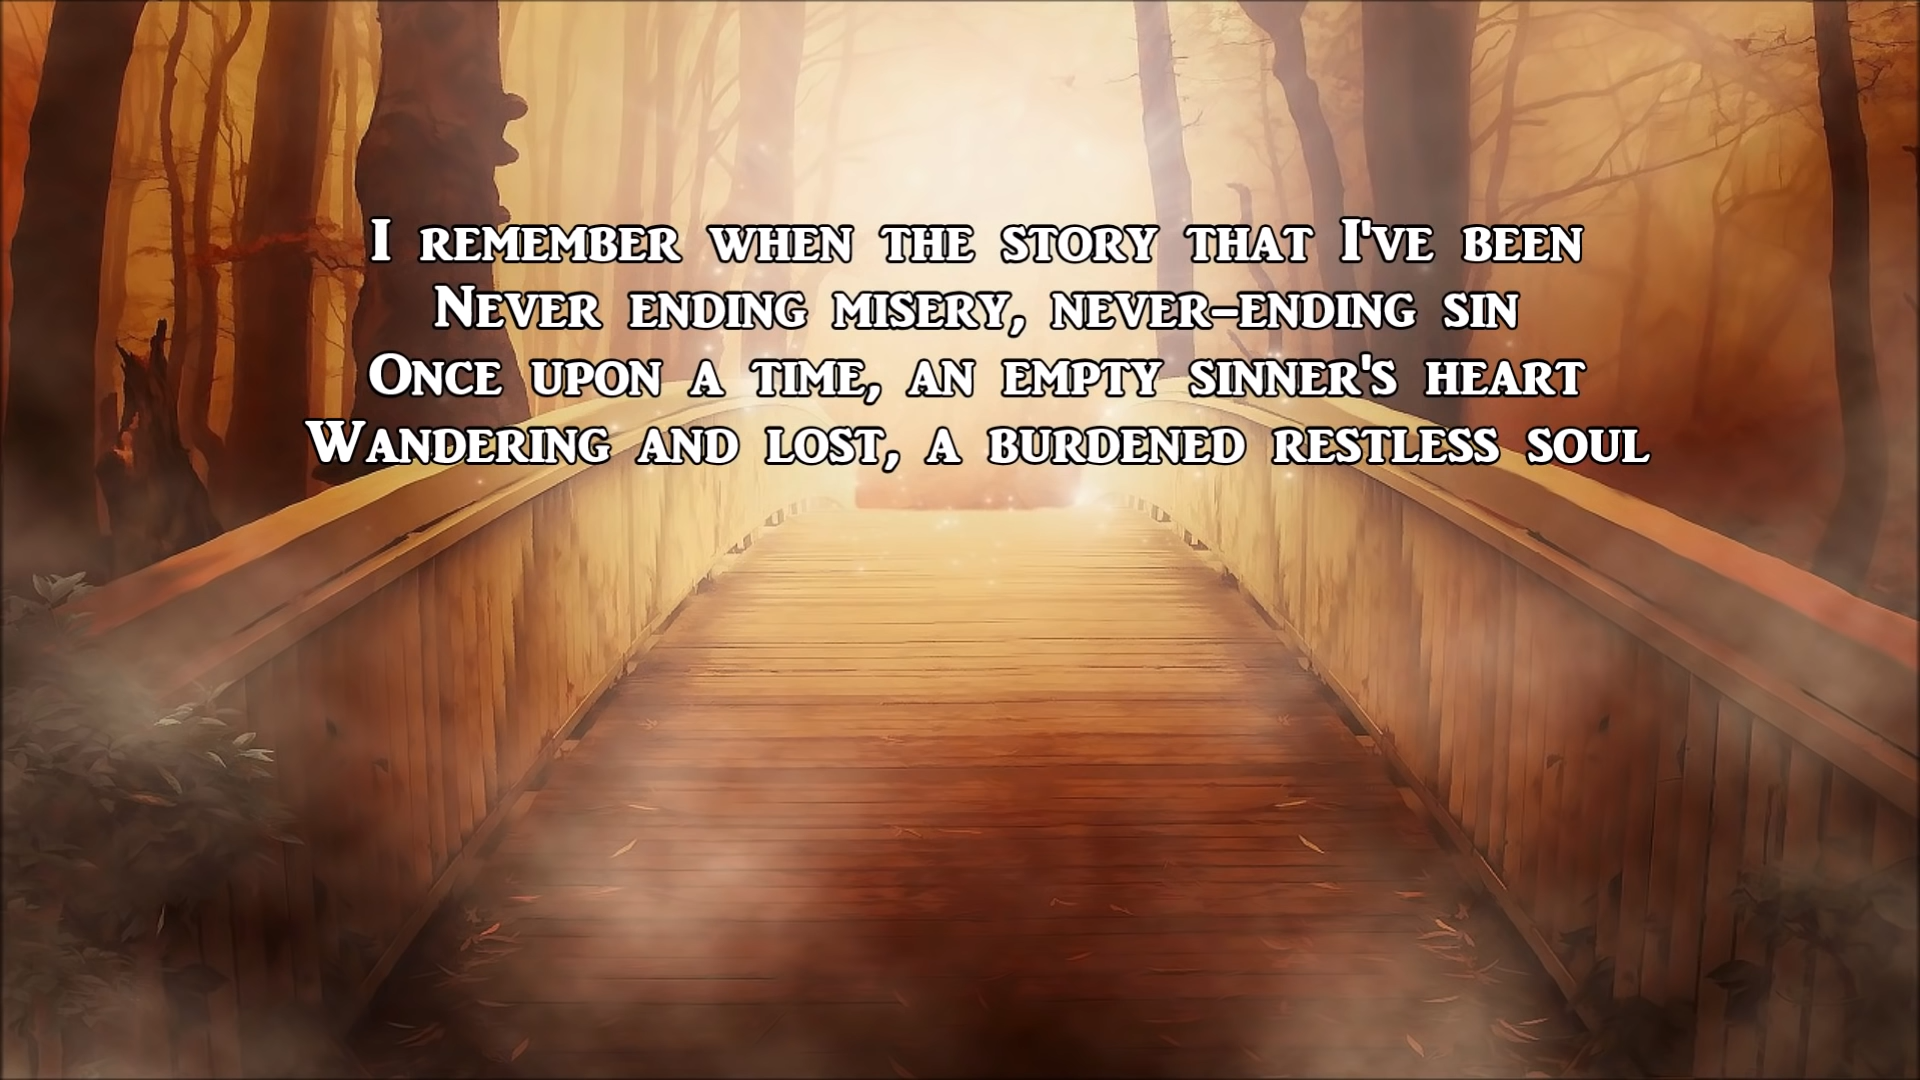 I remember when the story that I've been
Never ending misery, never-ending sin
Once upon a time, an empty sinner's heart
Wandering and lost, a burdened restless soul